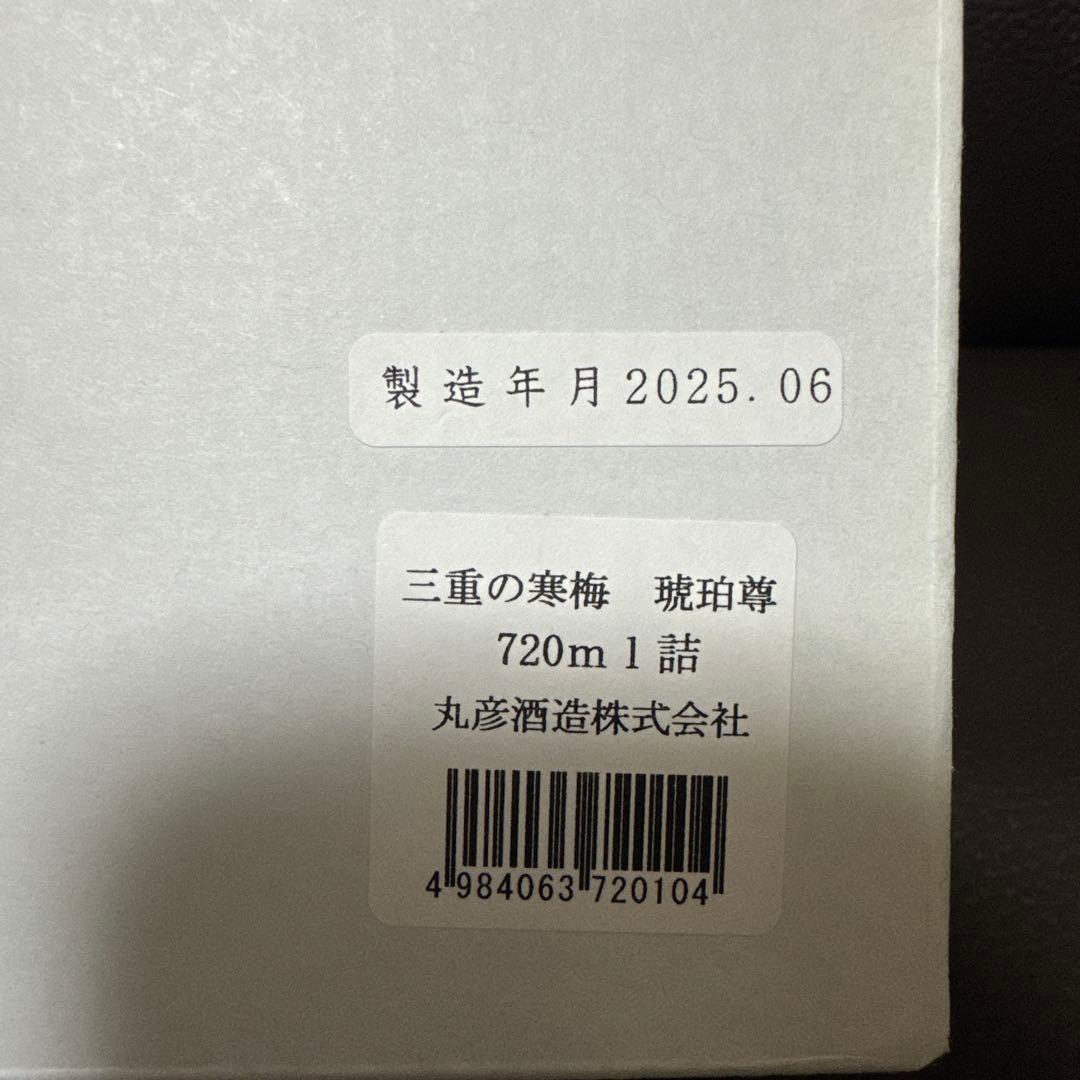 製造年月2025.06
三重の寒梅　琥珀尊
720ml詰
丸彦酒造株式会社
4 984063 720104